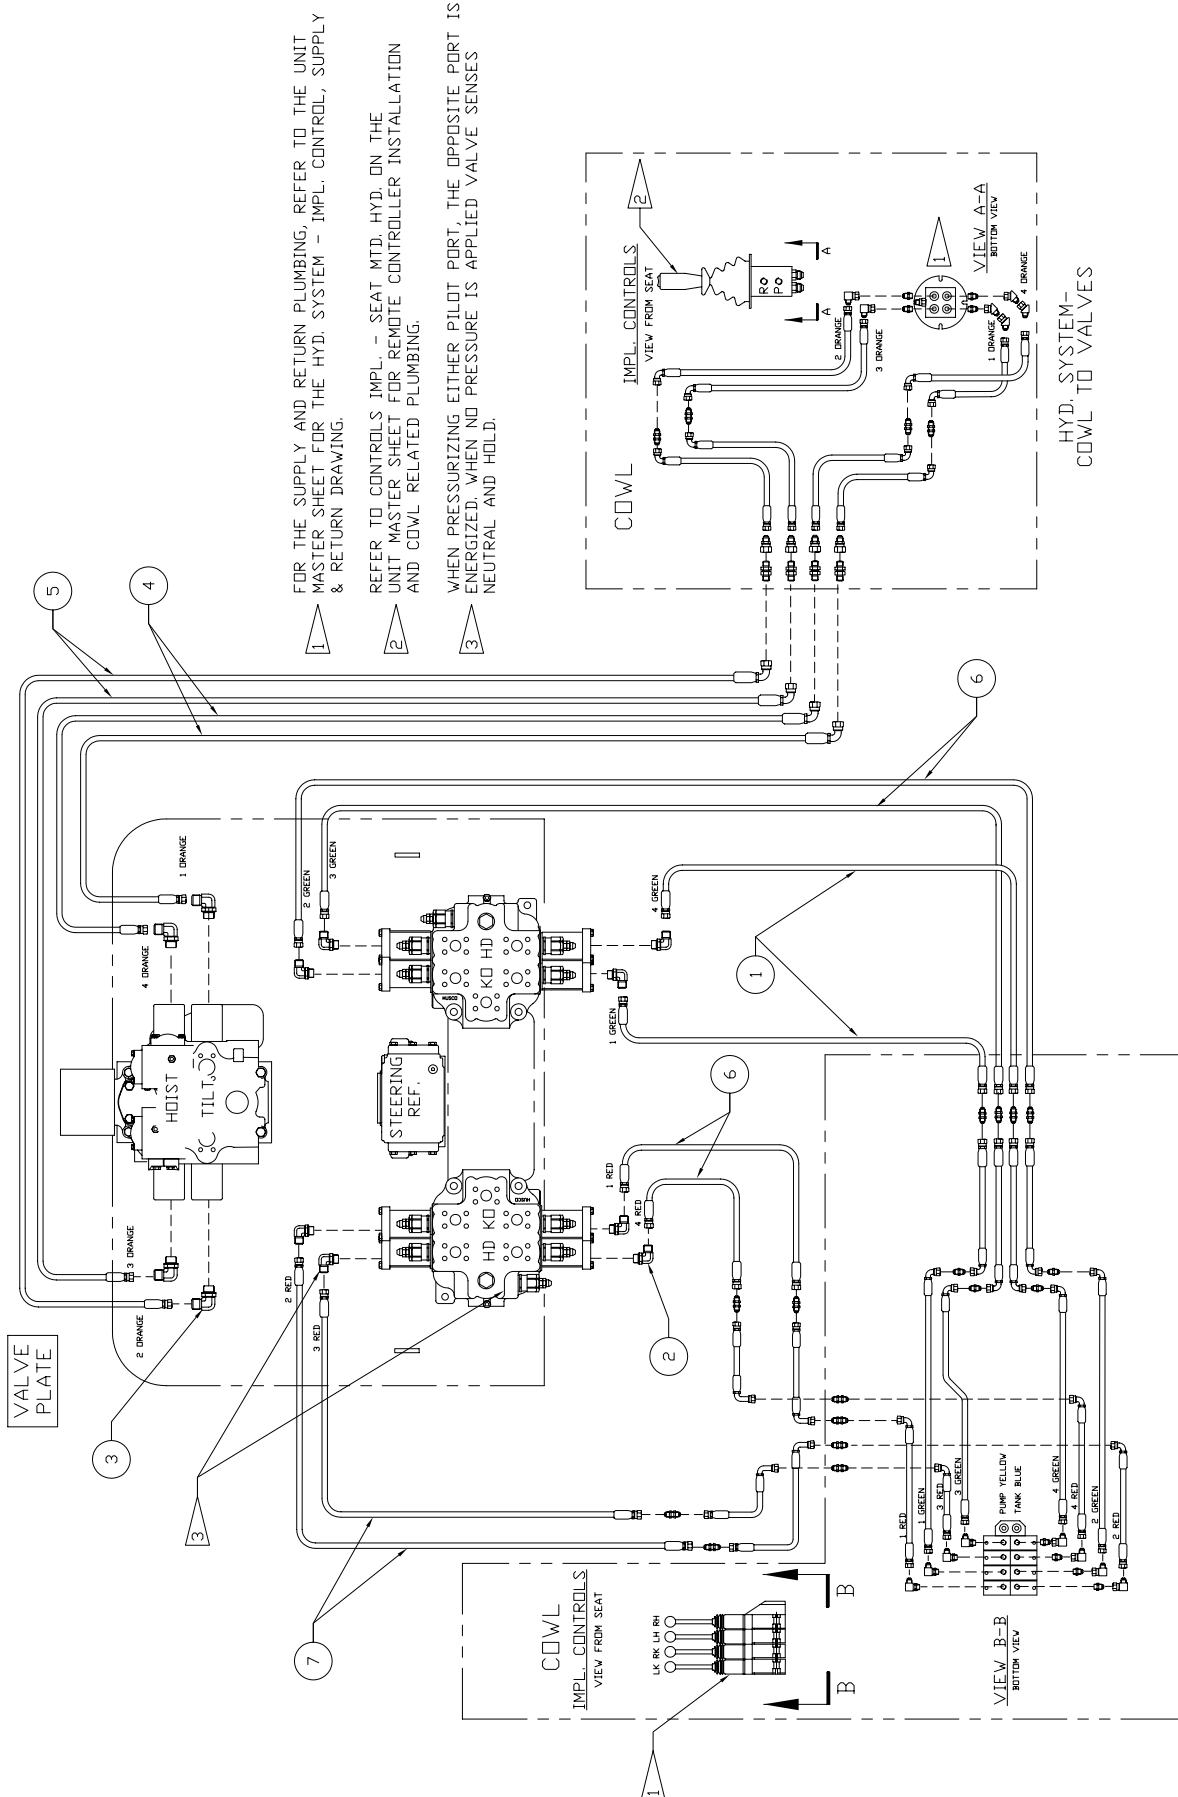 VALVE
PLATE
FOR THE SUPPLY AND RETURN PLUMBING, REFER TO THE UNIT
MASTER SHEET FOR THE HYD. SYSTEM - IMPL. CONTROL, SUPPLY
& RETURN DRAWING.
1
REFER TO CONTROLS IMPL. - SEAT MTD. HYD. ON THE
UNIT MASTER SHEET FOR REMOTE CONTROLLER INSTALLATION
AND COWL RELATED PLUMBING.
2
WHEN PRESSURIZING EITHER PILOT PORT, THE OPPOSITE PORT IS
ENERGIZED. WHEN NO PRESSURE IS APPLIED VALVE SENSES
NEUTRAL AND HOLD.
3
5
4
3
2 ORANGE
3 ORANGE
4 ORANGE
1 ORANGE
HOIST
TILT
STEERING
REF.
HD KO
HUSCO
KO HD
HUSCO
2 RED
3 RED
1 RED
4 RED
2 GREEN
3 GREEN
1 GREEN
4 GREEN
3
7
2
6
1
6
COWL
IMPL. CONTROLS
VIEW FROM SEAT
2
R
P
A
A
2 ORANGE
3 ORANGE
1 ORANGE
4 ORANGE
1
VIEW A-A
BOTTOM VIEW
HYD. SYSTEM-
COWL TO VALVES
COWL
IMPL. CONTROLS
VIEW FROM SEAT
LK RK LH RH
B
B
1
VIEW B-B
BOTTOM VIEW
PUMP YELLOW
TANK BLUE
1 RED
1 GREEN
3 RED
3 GREEN
4 GREEN
4 RED
2 GREEN
2 RED